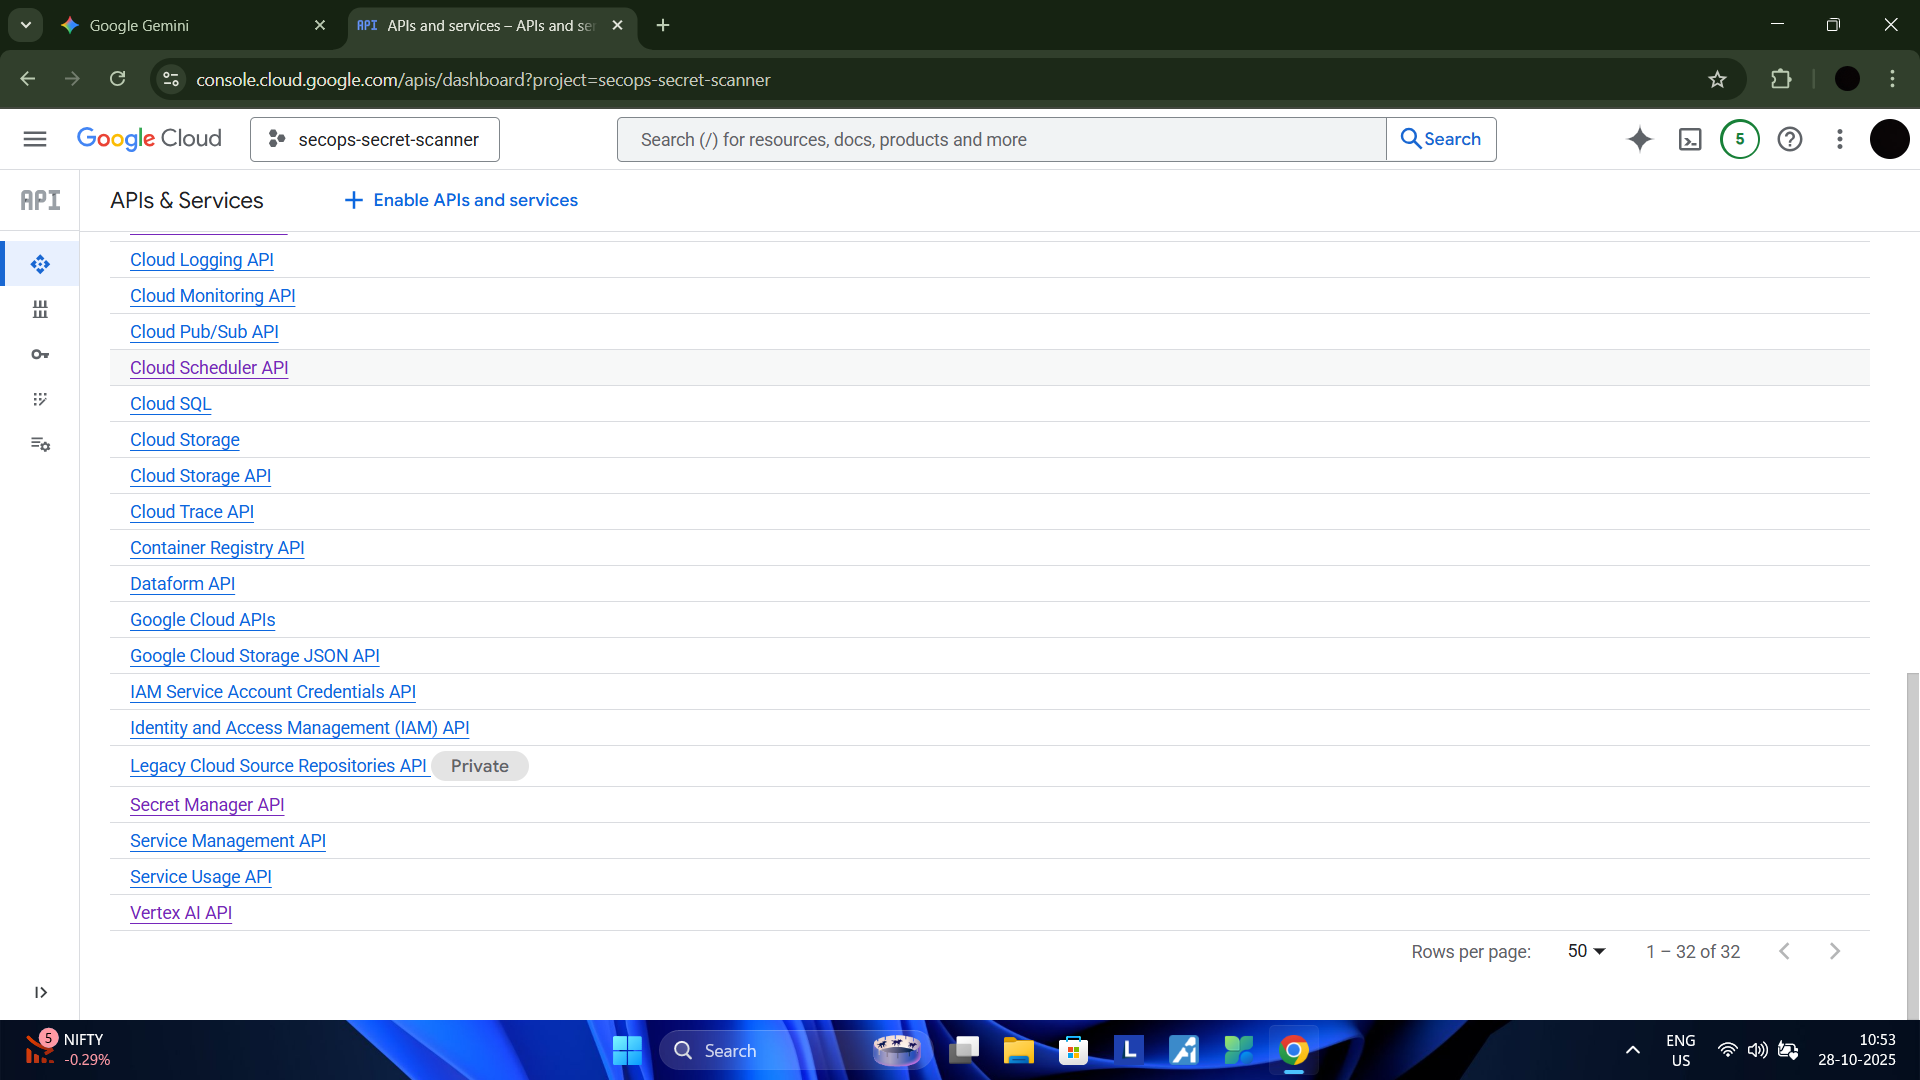 Google Gemini
API APIs and services – APIs and ser
console.cloud.google.com/apis/dashboard?project=secops-secret-scanner
Google Cloud
secops-secret-scanner
Search (/) for resources, docs, products and more
Search
5
API
APIs & Services
Enable APIs and services
Cloud Logging API
Cloud Monitoring API
Cloud Pub/Sub API
Cloud Scheduler API
Cloud SQL
Cloud Storage
Cloud Storage API
Cloud Trace API
Container Registry API
Dataform API
Google Cloud APIs
Google Cloud Storage JSON API
IAM Service Account Credentials API
Identity and Access Management (IAM) API
Legacy Cloud Source Repositories API Private
Secret Manager API
Service Management API
Service Usage API
Vertex AI API
Rows per page: 50 1 – 32 of 32
5
NIFTY
-0.29%
Search
L
ENG
US
10:53
28-10-2025